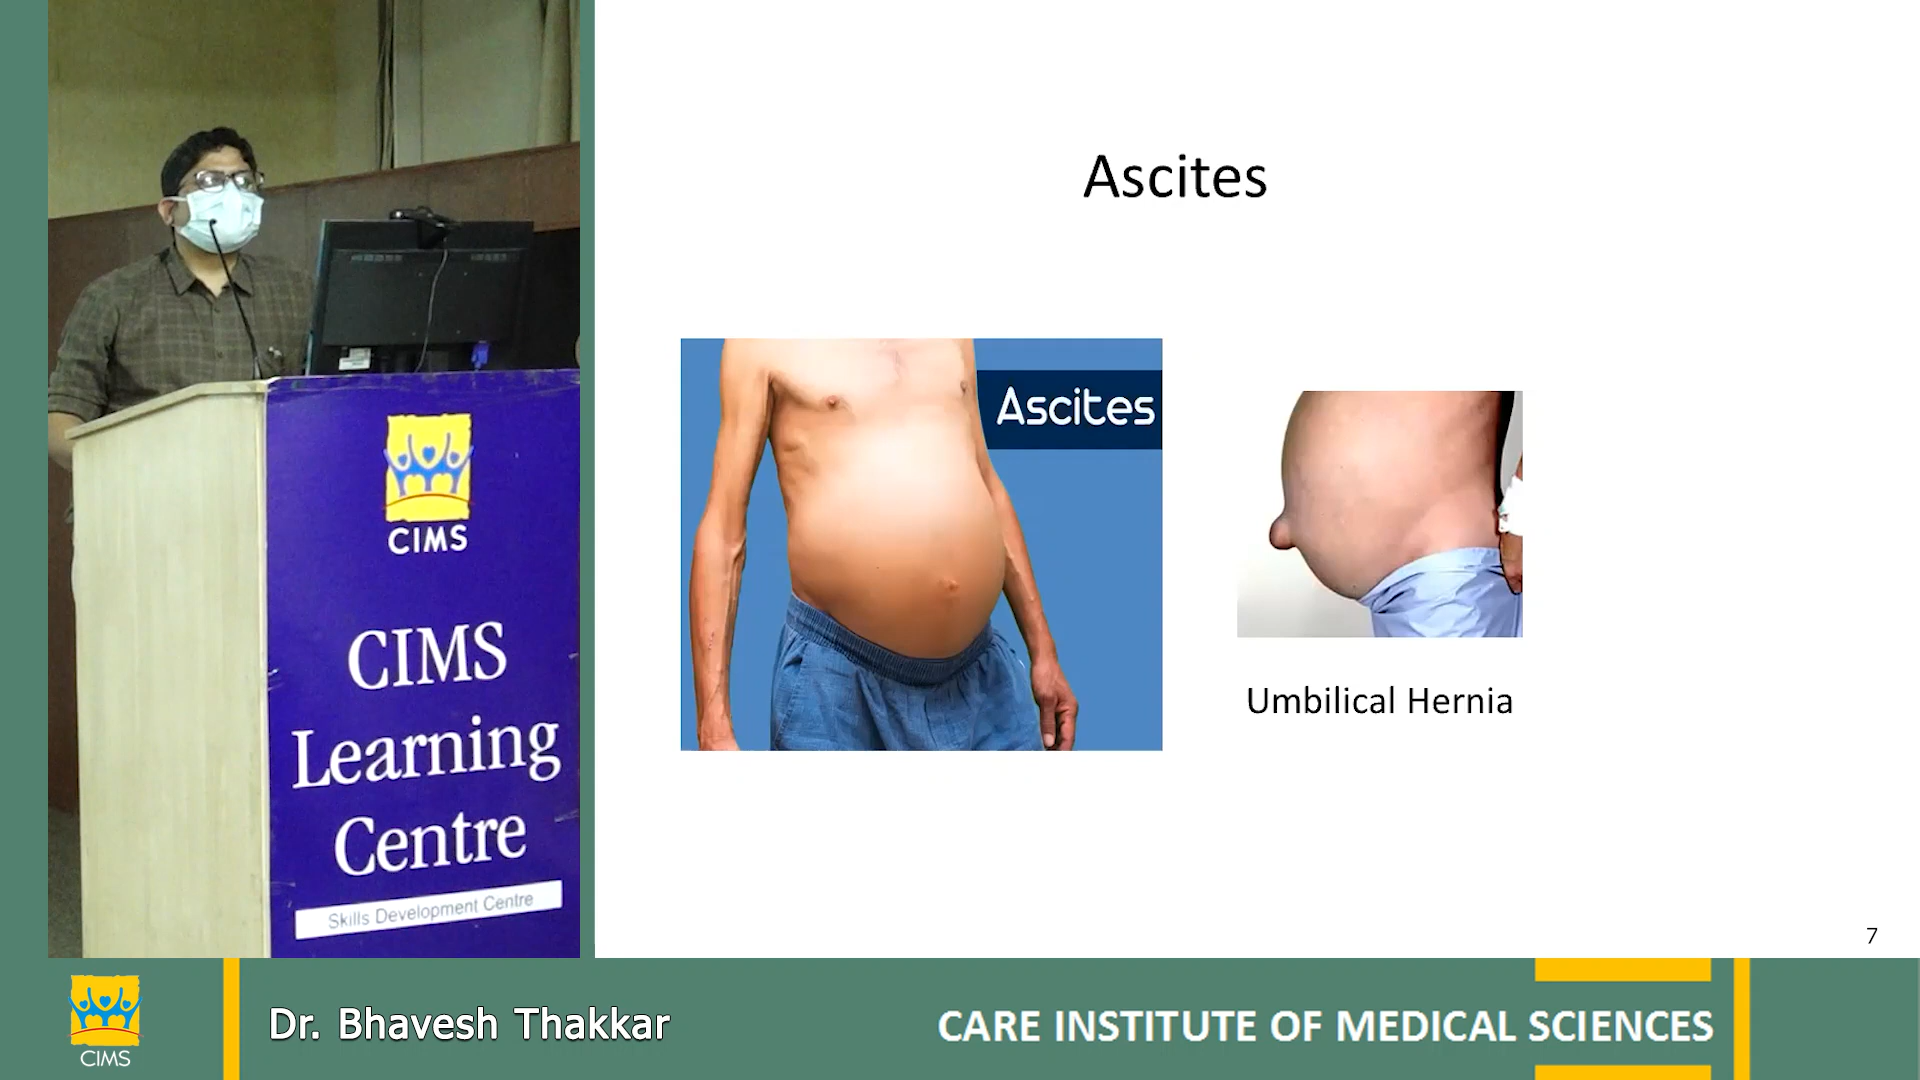 Ascites
Ascites
Umbilical Hernia
7
CIMS
CIMS
Learning
Centre
Skills Development Centre
CIMS
Dr. Bhavesh Thakkar
CARE INSTITUTE OF MEDICAL SCIENCES